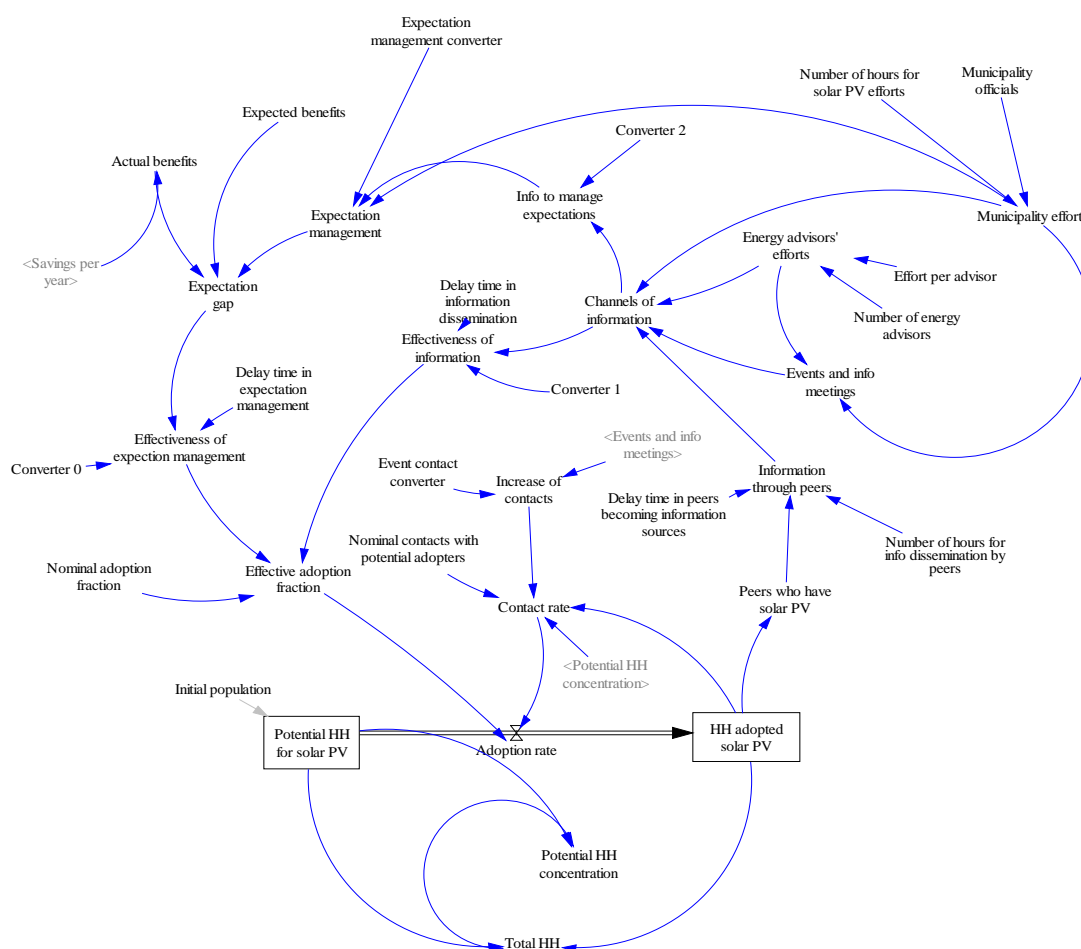 Expectation
management converter
Number of hours for
solar PV efforts
Municipality
officials
Expected benefits
Converter 2
Actual benefits
Info to manage
expectations
Expectation
management
Municipality effort
Energy advisors'
efforts
<Savings per
year>
Expectation
gap
Effort per advisor
Delay time in
information
dissemination
Channels of
information
Number of energy
advisors
Effectiveness of
information
Events and info
meetings
Delay time in
expectation
management
Converter 1
Effectiveness of
expection management
<Events and info
meetings>
Converter 0
Event contact
converter
Increase of
contacts
Information
through peers
Delay time in peers
becoming information
sources
Nominal contacts with
potential adopters
Number of hours for
info dissemination by
peers
Nominal adoption
fraction
Effective adoption
fraction
Peers who have
solar PV
Contact rate
<Potential HH
concentration>
Initial population
Potential HH
for solar PV
HH adopted
solar PV
Adoption rate
Potential HH
concentration
Total HH